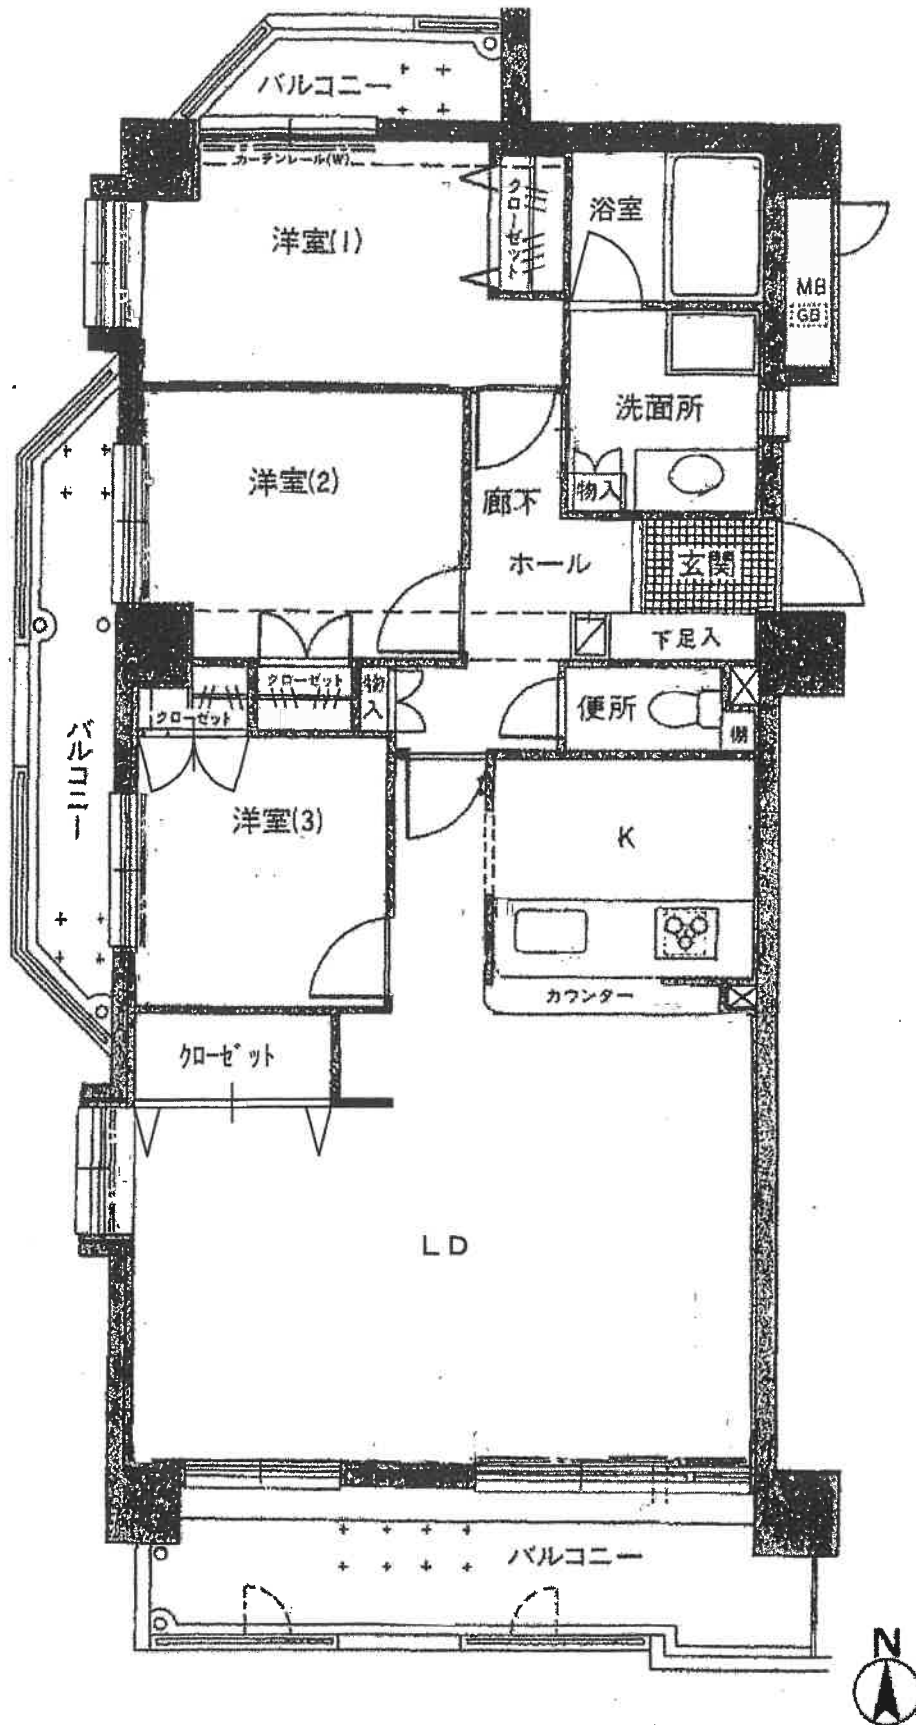 バルコニー
カーテンレール(W)
クローゼット
浴室
洋室(1)
MB
GB
洗面所
洋室(2)
物入
廊下
ホール
玄関
下足入
クローゼット
物入
クローゼット
便所
棚
バルコニー
洋室(3)
K
カウンター
クローゼット
LD
バルコニー
N